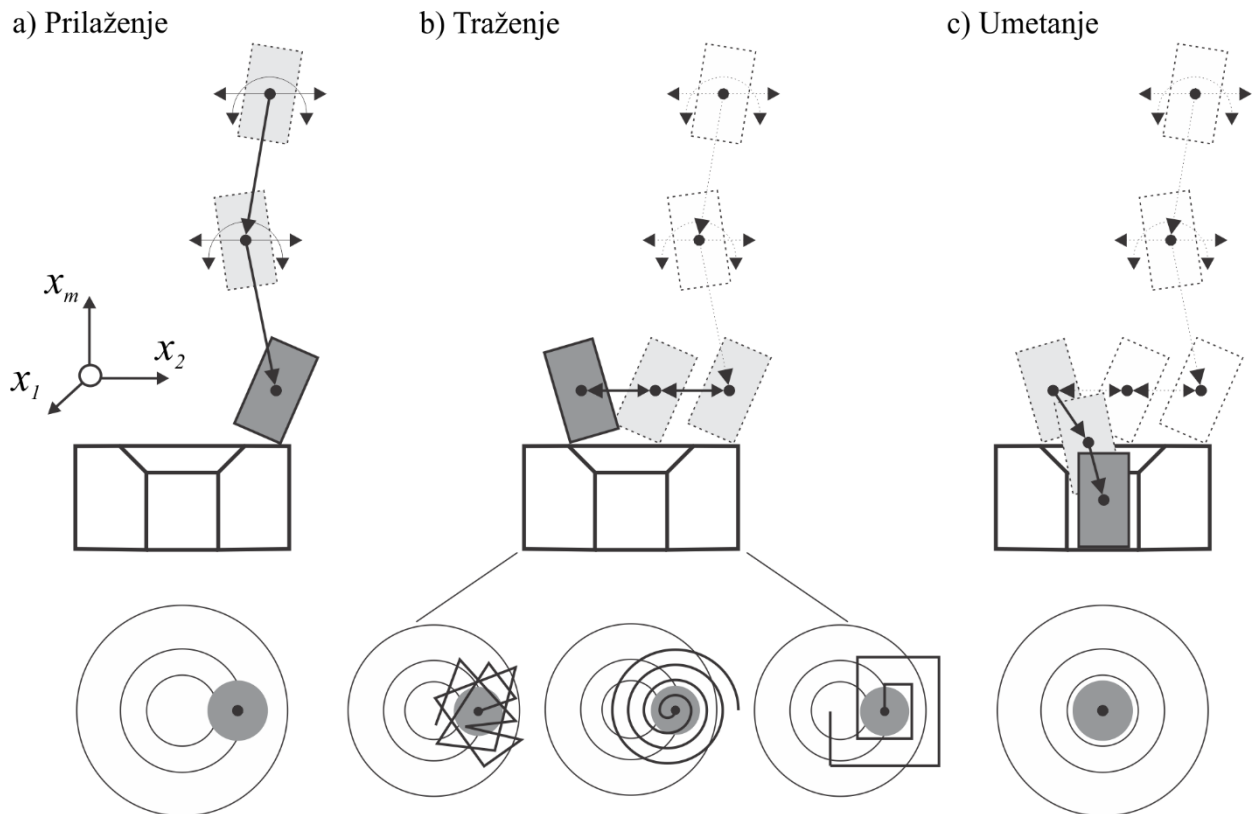 a) Prilaženje
b) Traženje
c) Umetanje
x_m
x_2
x_1